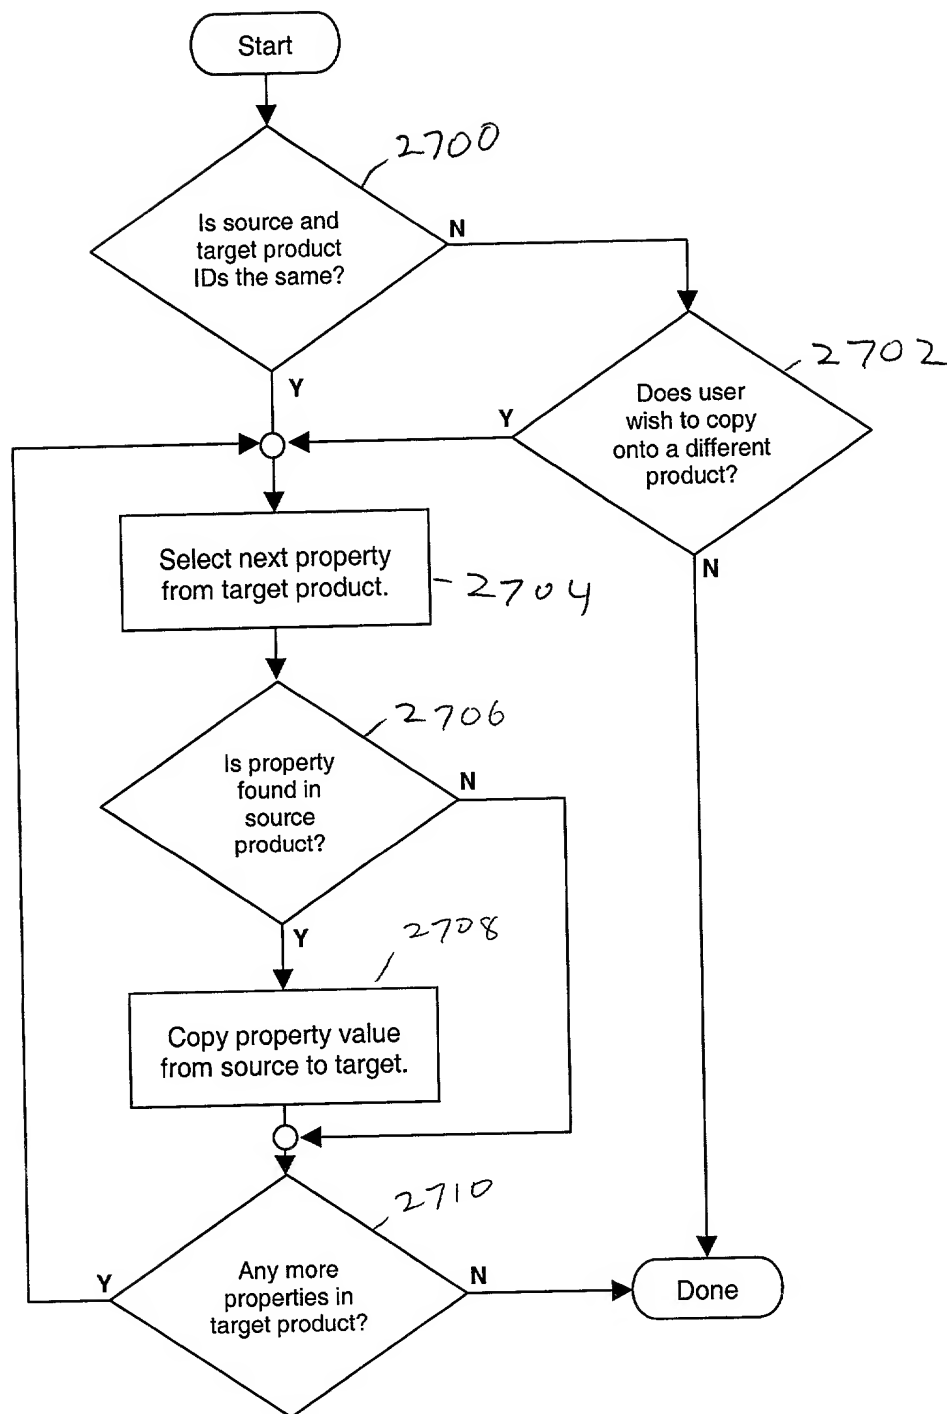 Start
2700
Is source and
target product
IDs the same?
N
Y
2702
Does user
wish to copy
onto a different
product?
Y
N
Select next property
from target product.
2704
2706
Is property
found in
source
product?
N
Y
2708
Copy property value
from source to target.
2710
Any more
properties in
target product?
Y
N
Done